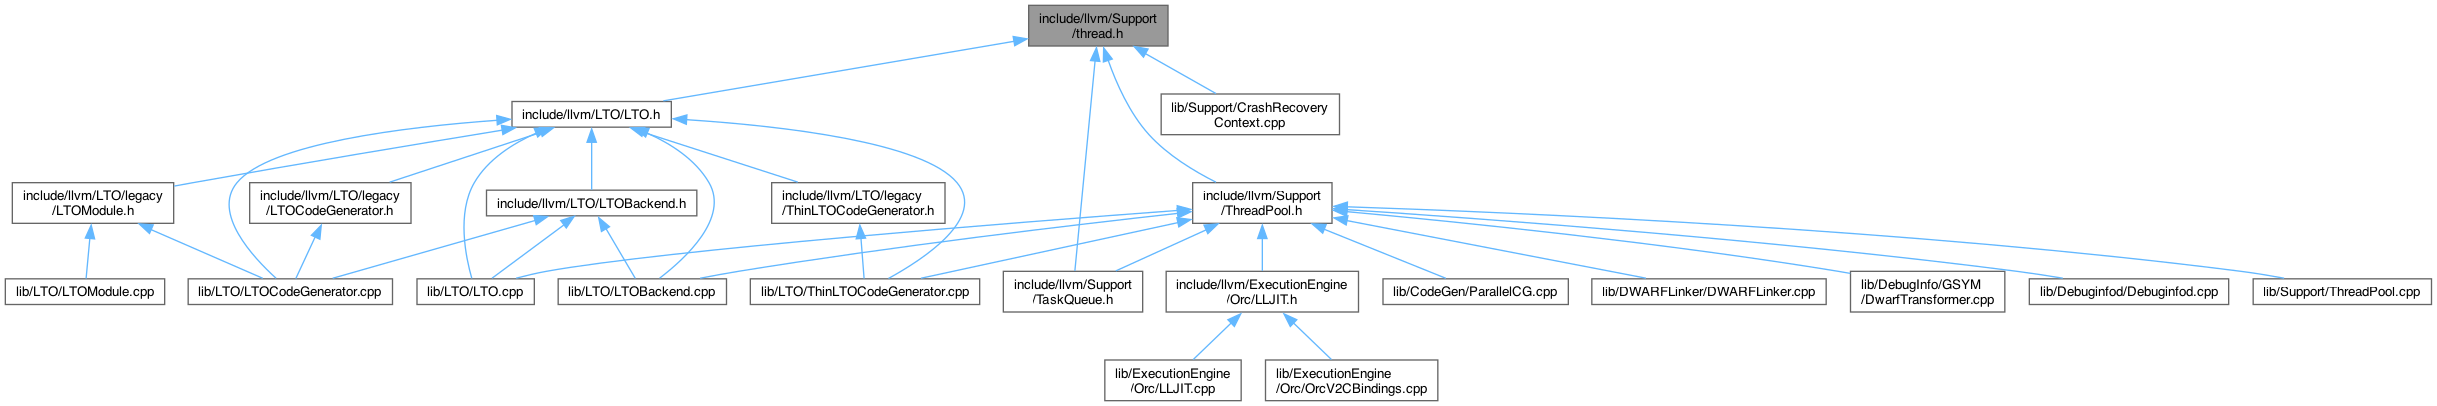 include/llvm/Support
/thread.h
include/llvm/LTO/LTO.h
lib/Support/CrashRecovery
Context.cpp
include/llvm/LTO/legacy
/LTOModule.h
include/llvm/LTO/legacy
/LTOCodeGenerator.h
include/llvm/LTO/LTOBackend.h
include/llvm/LTO/legacy
/ThinLTOCodeGenerator.h
include/llvm/Support
/ThreadPool.h
lib/LTO/LTOModule.cpp
lib/LTO/LTOCodeGenerator.cpp
lib/LTO/LTO.cpp
lib/LTO/LTOBackend.cpp
lib/LTO/ThinLTOCodeGenerator.cpp
include/llvm/Support
/TaskQueue.h
include/llvm/ExecutionEngine
/Orc/LLJIT.h
lib/CodeGen/ParallelCG.cpp
lib/DWARFLinker/DWARFLinker.cpp
lib/DebugInfo/GSYM
/DwarfTransformer.cpp
lib/Debuginfod/Debuginfod.cpp
lib/Support/ThreadPool.cpp
lib/ExecutionEngine
/Orc/LLJIT.cpp
lib/ExecutionEngine
/Orc/OrcV2CBindings.cpp